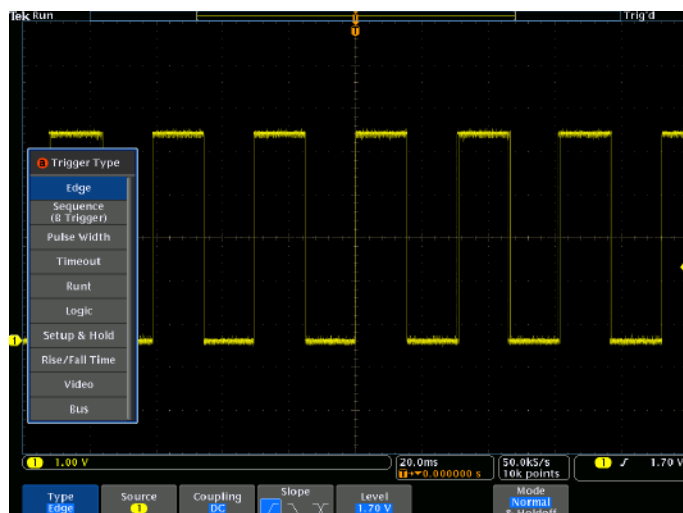 Tek Run Trig'd
T
a Trigger Type
Edge
Sequence
(B Trigger)
Pulse Width
Timeout
Runt
Logic
Setup & Hold
Rise/Fall Time
Video
Bus
1
1 1.00 V
20.0ms
T→▼0.000000 s
50.0kS/s
10k points
1 1.70 V
Type
Edge
Source
1
Coupling
DC
Slope
Level
1.70 V
Mode
Normal
& Holdoff